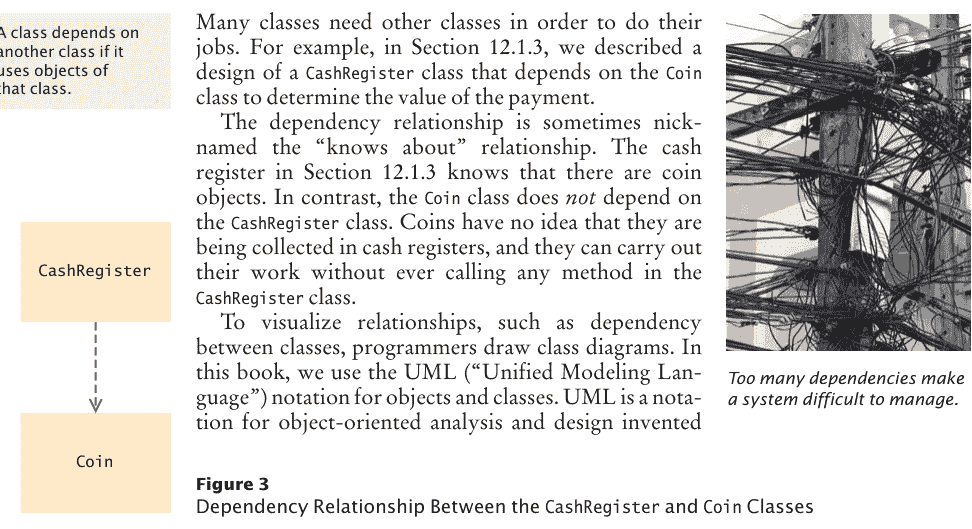 A class depends on
another class if it
uses objects of
that class.
Many classes need other classes in order to do their
jobs. For example, in Section 12.1.3, we described a
design of a CashRegister class that depends on the Coin
class to determine the value of the payment.
The dependency relationship is sometimes nick-
named the “knows about” relationship. The cash
register in Section 12.1.3 knows that there are coin
objects. In contrast, the Coin class does not depend on
the CashRegister class. Coins have no idea that they are
being collected in cash registers, and they can carry out
their work without ever calling any method in the
CashRegister class.
To visualize relationships, such as dependency
between classes, programmers draw class diagrams. In
this book, we use the UML (“Unified Modeling Lan-
guage”) notation for objects and classes. UML is a nota-
tion for object-oriented analysis and design invented
Too many dependencies make
a system difficult to manage.
CashRegister
Coin
Figure 3
Dependency Relationship Between the CashRegister and Coin Classes